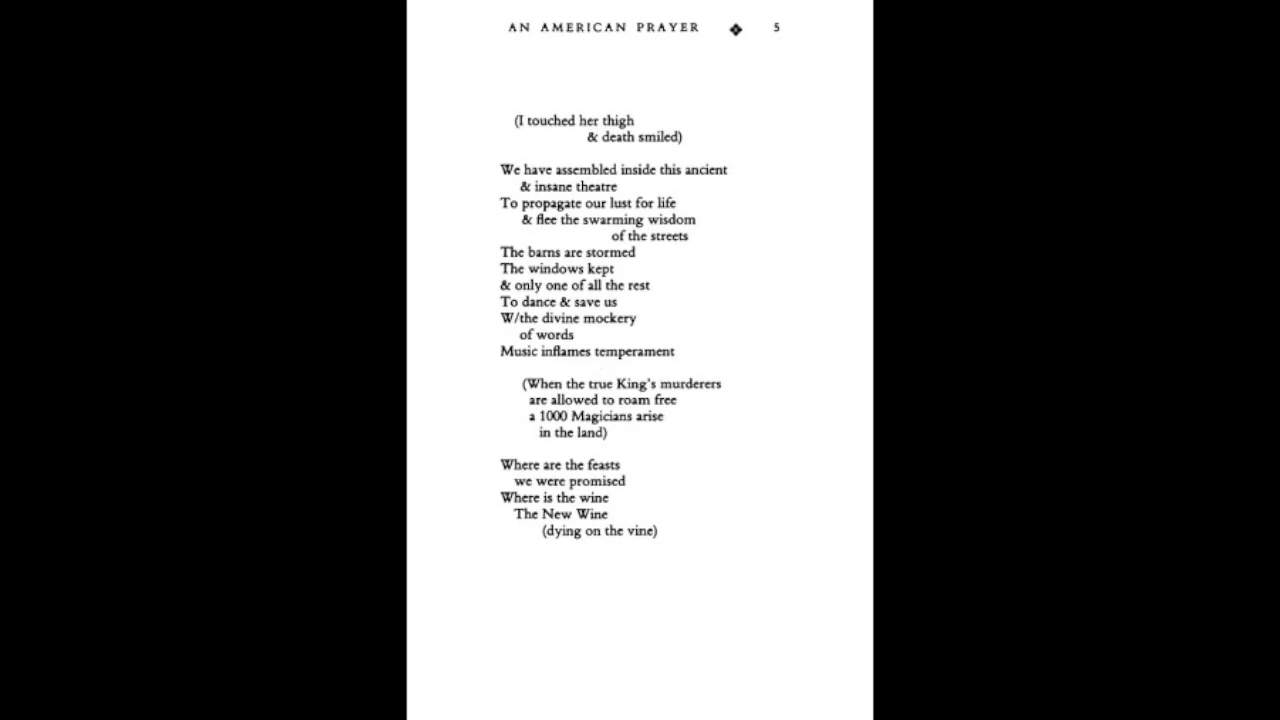 AN AMERICAN PRAYER ❖ 5
(I touched her thigh
& death smiled)
We have assembled inside this ancient
& insane theatre
To propagate our lust for life
& flee the swarming wisdom
of the streets
The barns are stormed
The windows kept
& only one of all the rest
To dance & save us
W/the divine mockery
of words
Music inflames temperament
(When the true King's murderers
are allowed to roam free
a 1000 Magicians arise
in the land)
Where are the feasts
we were promised
Where is the wine
The New Wine
(dying on the vine)